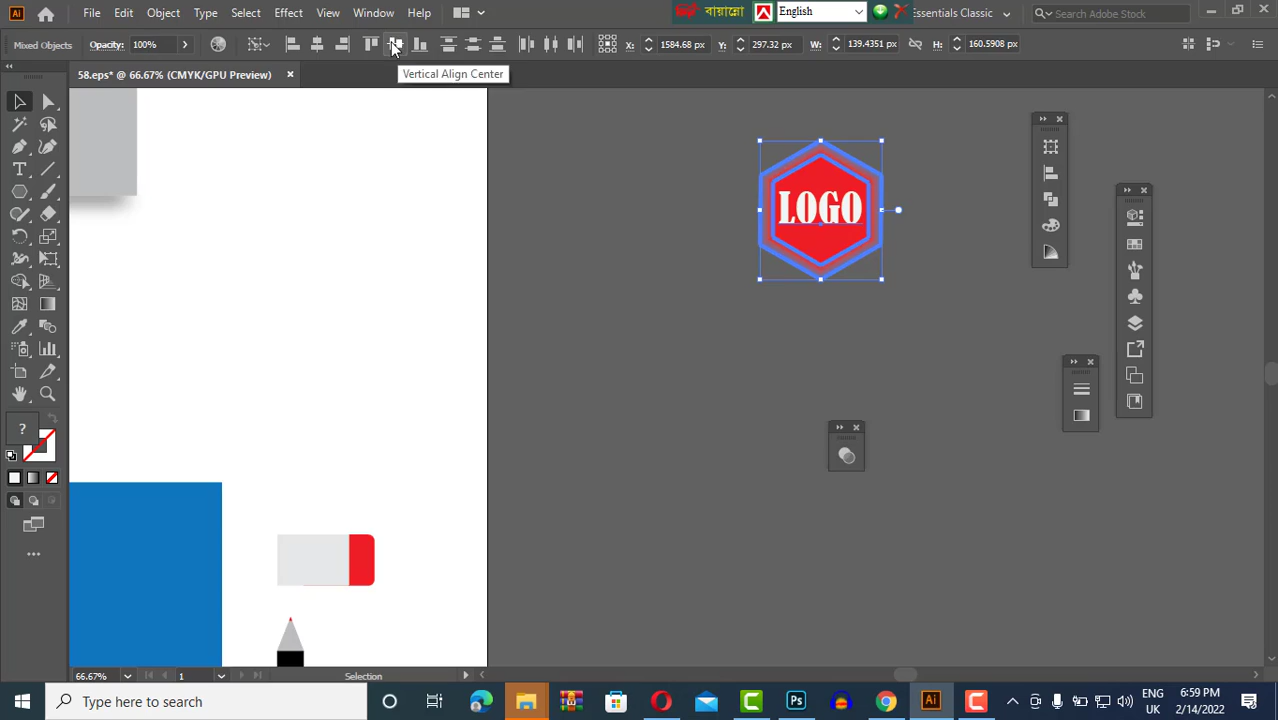 File Edit Object Type Select Effect View Window Help
বায়ান্নো
English
Essentials Classic
Search Adobe Stock
Mixed Objects Opacity: 100% X: 1584.68 px Y: 297.32 px W: 139.4351 px H: 160.5908 px
58.eps* @ 66.67% (CMYK/GPU Preview)
Vertical Align Center
LOGO
?
66.67% 1 Selection
Type here to search
Ps
Ai
ENG
UK
6:59 PM
2/14/2022